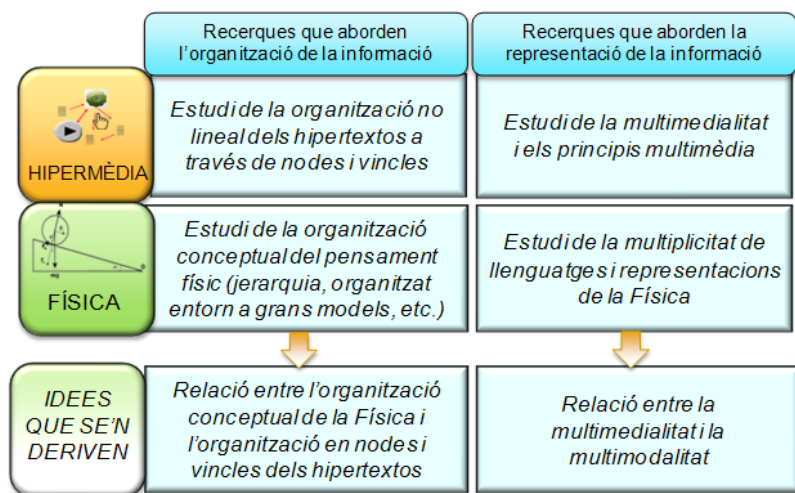 Recerques que aborden
l'organització de la informació
Recerques que aborden la
representació de la informació
HIPERMÈDIA
Estudi de la organització no
lineal dels hipertextos a
través de nodes i vincles
Estudi de la multimedialitat
i els principis multimèdia
FÍSICA
Estudi de la organització
conceptual del pensament
físic (jerarquia, organitzat
entorn a grans models, etc.)
Estudi de la multiplicitat de
llenguatges i representacions
de la Física
IDEES
QUE SE'N
DERIVEN
Relació entre l'organització
conceptual de la Física i
l'organització en nodes i
vincles dels hipertextos
Relació entre la
multimedialitat i la
multimodalitat